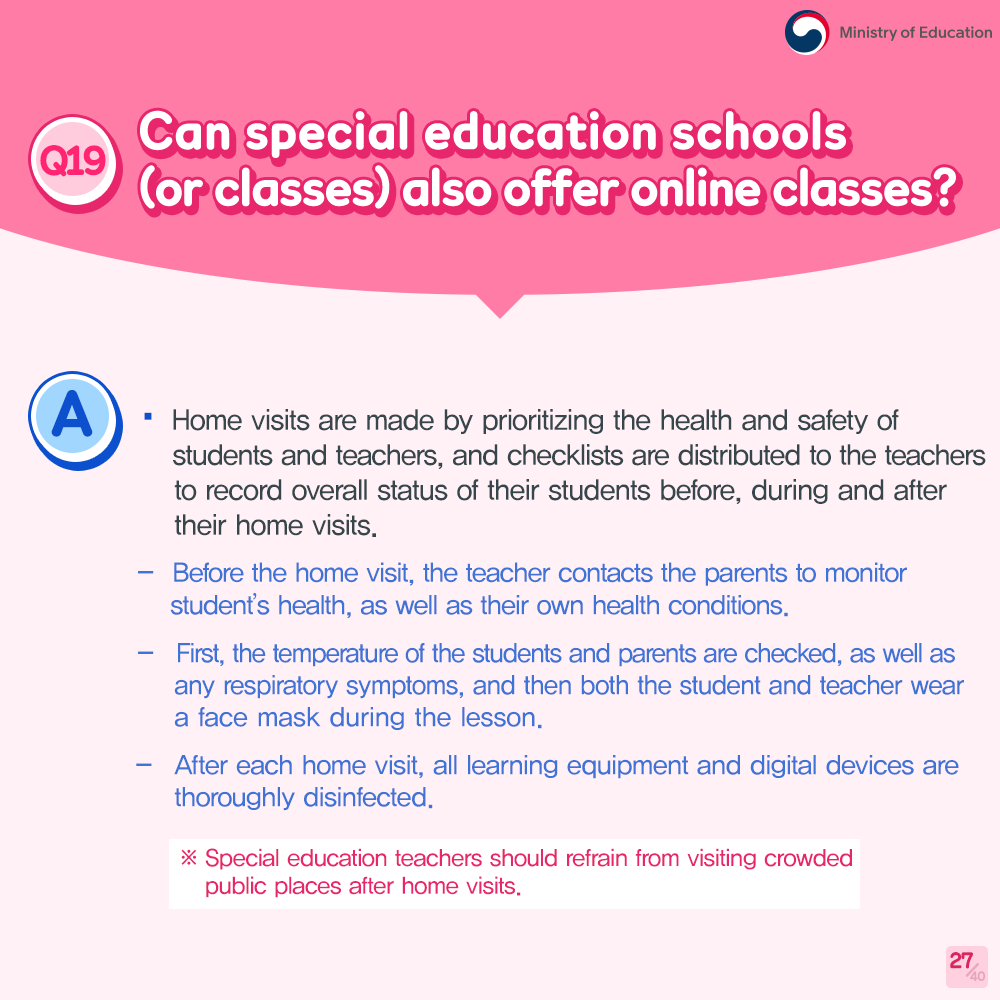 Ministry of Education
Q19
Can special education schools
(or classes) also offer online classes?
A
▪ Home visits are made by prioritizing the health and safety of
students and teachers, and checklists are distributed to the teachers
to record overall status of their students before, during and after
their home visits.
– Before the home visit, the teacher contacts the parents to monitor
student's health, as well as their own health conditions.
– First, the temperature of the students and parents are checked, as well as
any respiratory symptoms, and then both the student and teacher wear
a face mask during the lesson.
– After each home visit, all learning equipment and digital devices are
thoroughly disinfected.
※ Special education teachers should refrain from visiting crowded
public places after home visits.
27/40